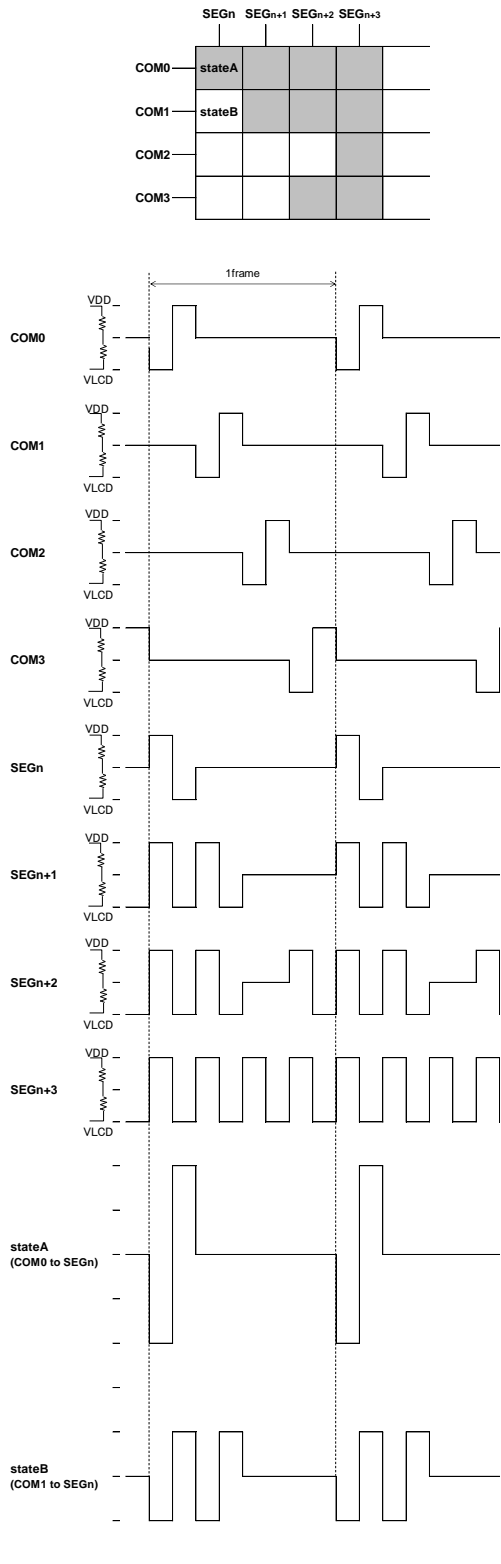 SEGn SEGn+1 SEGn+2 SEGn+3
COM0 stateA
COM1 stateB
COM2
COM3
1frame
VDD
COM0
VLCD
VDD
COM1
VLCD
VDD
COM2
VLCD
VDD
COM3
VLCD
VDD
SEGn
VLCD
VDD
SEGn+1
VLCD
VDD
SEGn+2
VLCD
VDD
SEGn+3
VLCD
stateA
(COM0 to SEGn)
stateB
(COM1 to SEGn)